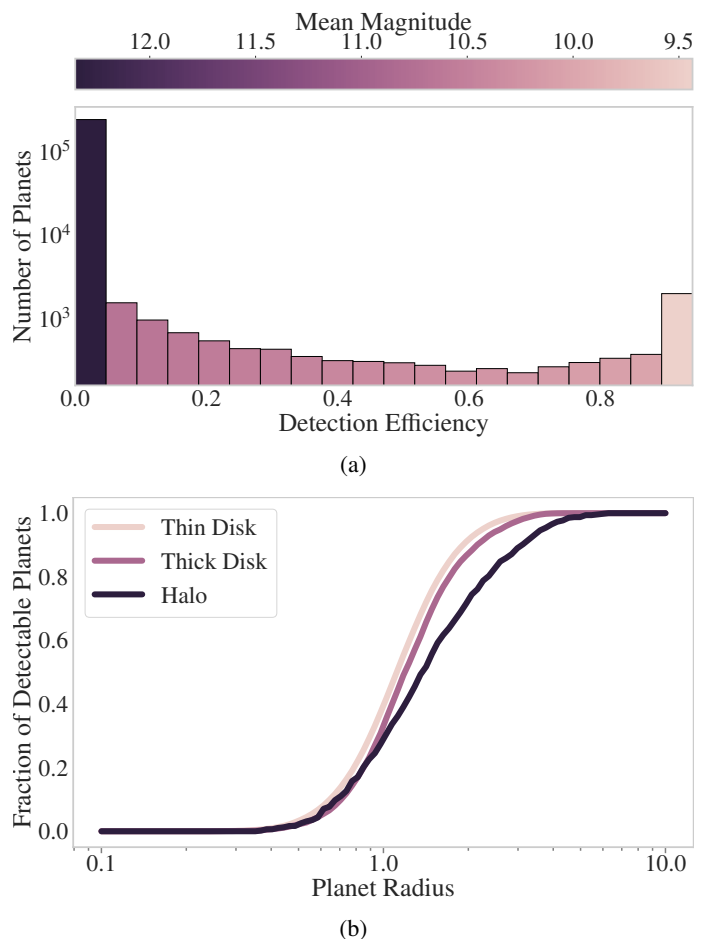 Mean Magnitude
12.0 11.5 11.0 10.5 10.0 9.5
Number of Planets
10^5
10^4
10^3
0.0 0.2 0.4 0.6 0.8
Detection Efficiency
(a)
Fraction of Detectable Planets
1.0
0.8
0.6
0.4
0.2
0.0
Thin Disk
Thick Disk
Halo
0.1 1.0 10.0
Planet Radius
(b)